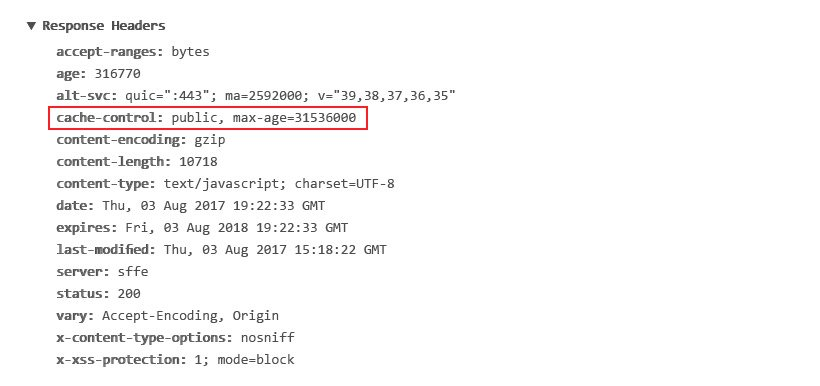 ▼ Response Headers
accept-ranges: bytes
age: 316770
alt-svc: quic=":443"; ma=2592000; v="39,38,37,36,35"
cache-control: public, max-age=31536000
content-encoding: gzip
content-length: 10718
content-type: text/javascript; charset=UTF-8
date: Thu, 03 Aug 2017 19:22:33 GMT
expires: Fri, 03 Aug 2018 19:22:33 GMT
last-modified: Thu, 03 Aug 2017 15:18:22 GMT
server: sffe
status: 200
vary: Accept-Encoding, Origin
x-content-type-options: nosniff
x-xss-protection: 1; mode=block